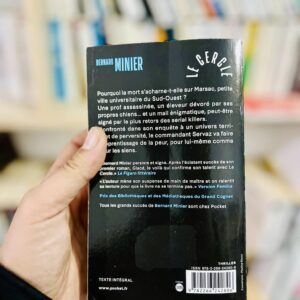 BERNARD
MINIER
LE CERCLE
Pourquoi la mort s'acharne-t-elle sur Marsac, petite
ville universitaire du Sud-Ouest ?
Une prof assassinée, un éleveur dévoré par ses
propres chiens... et un mail énigmatique, peut-être
signé par le plus retors des serial killers.
Confronté dans son enquête à un univers terri-
et de perversité, le commandant Servaz va faire
apprentissage de la peur, pour lui-même comme
pour les siens.
Bernard Minier persiste et signe. Après l'éclatant succès de son
premier roman, Glacé, le voilà qui confirme son talent avec Le
Cercle. » Le Figaro littéraire
« L'auteur mène son suspense de main de maître et on ralentit
sa lecture pour que le livre ne se termine pas. » Version Femina
Prix des Bibliothèques et des Médiathèques du Grand Cognac
Tous les grands succès de Bernard Minier sont chez Pocket
THRILLER
TEXTE INTÉGRAL
www.pocket.fr